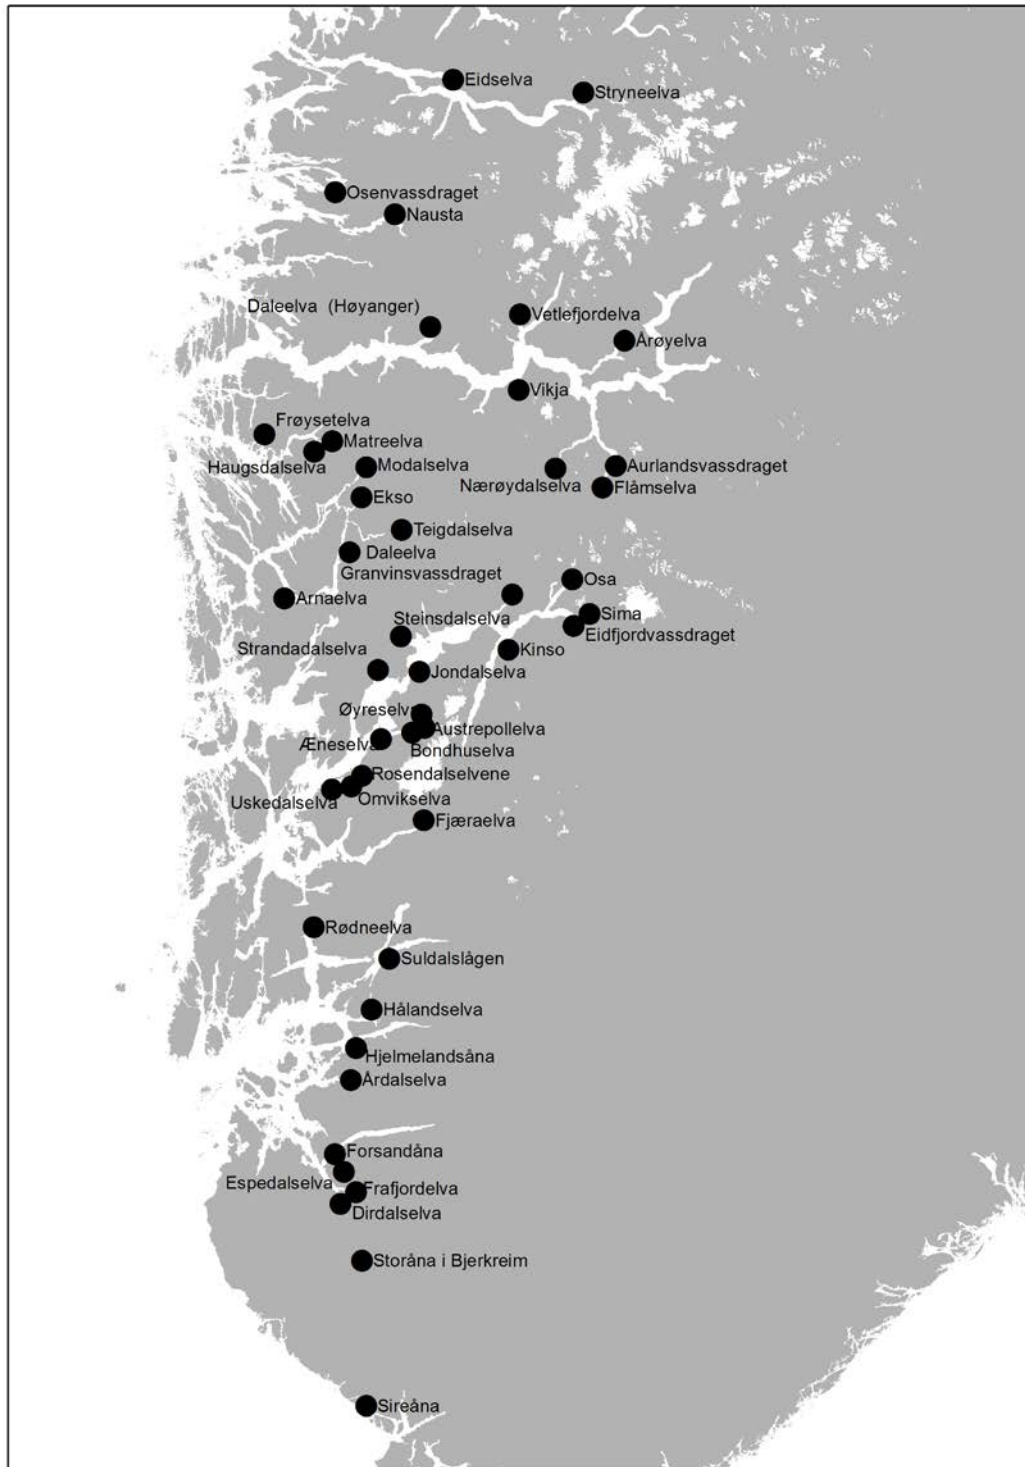 Eidselva
Stryneelva
Osenvassdraget
Nausta
Daleelva (Høyanger)
Vetlefjordelva
Årøyelva
Vikja
Frøysetelva
Matreelva
Haugsdalselva
Modalselva
Aurlandsvassdraget
Nærøydalselva
Flåmselva
Ekso
Teigdalselva
Daleelva
Granvinsvassdraget
Osa
Arnaelva
Steinsdalselva
Sima
Eidfjordvassdraget
Strandadalselva
Kinso
Jondalselva
Øyreselva
Austrepollelva
Æneselva
Bondhuselva
Rosendalselvene
Uskedalselva
Omvikselva
Fjæraelva
Rødneelva
Suldalslågen
Hålandselva
Hjelmelandsåna
Årdalselva
Forsandåna
Espedalselva
Frafjordelva
Dirdalselva
Storåna i Bjerkreim
Sireåna